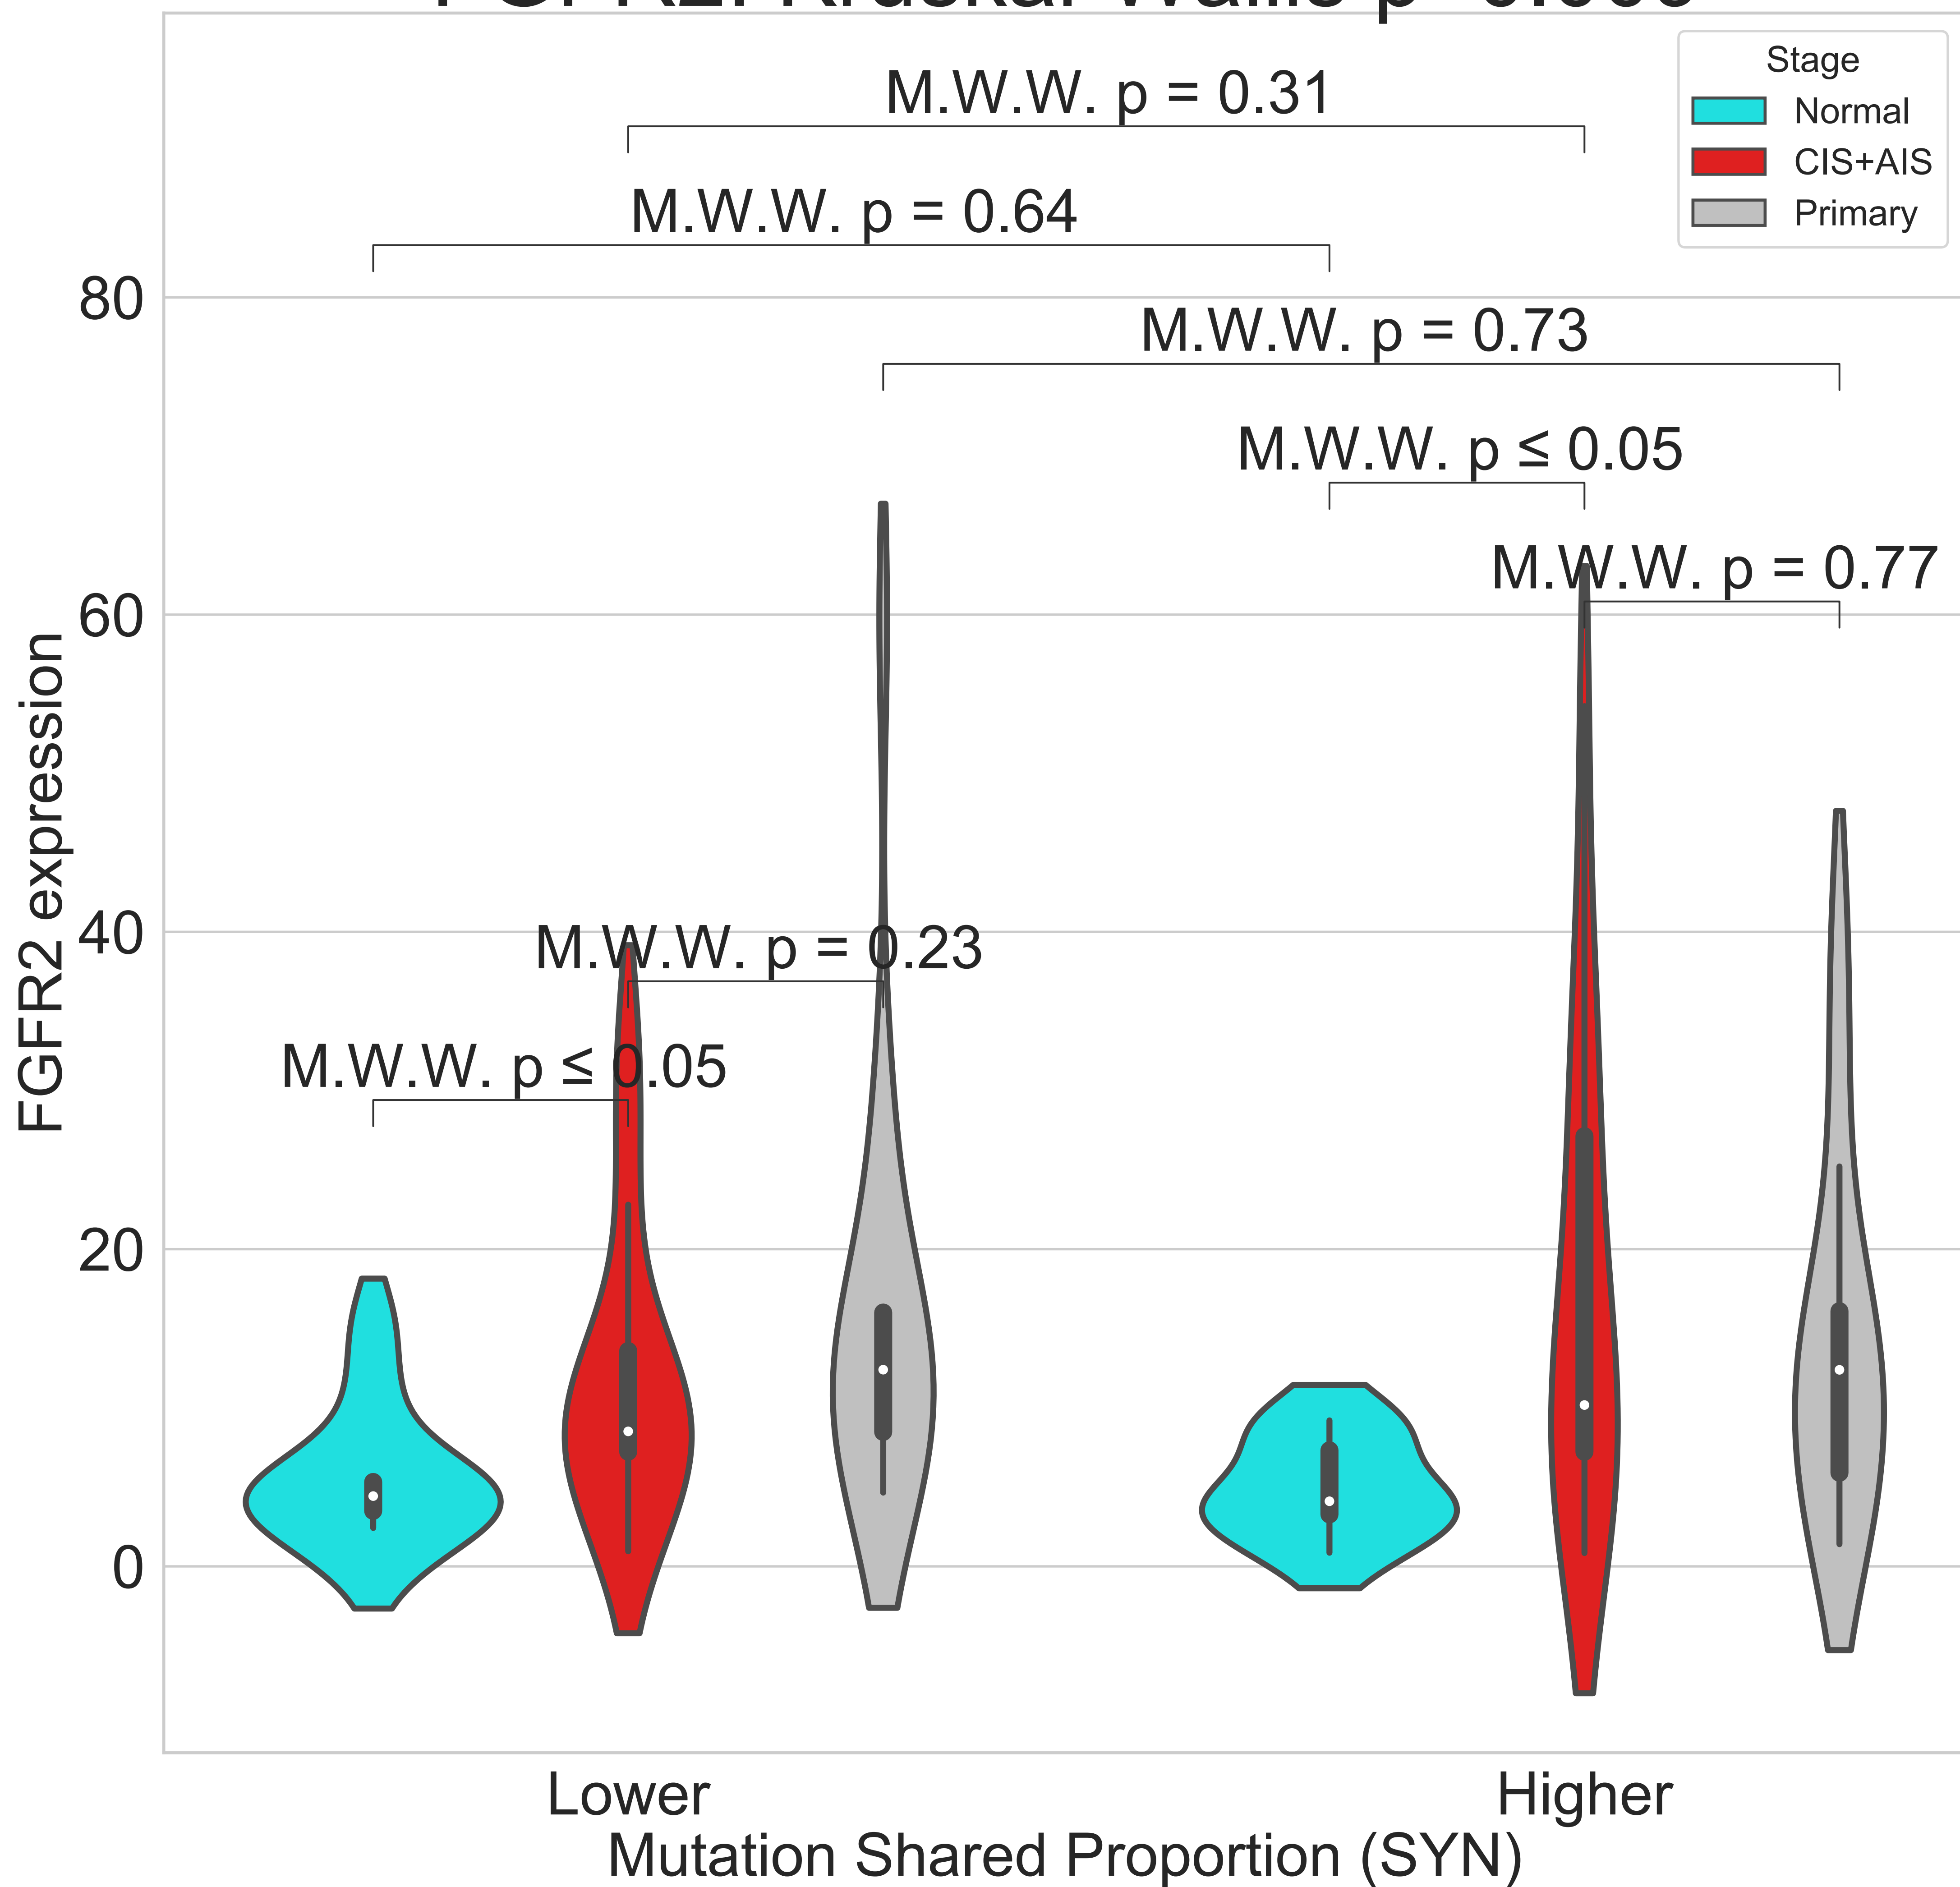 M.W.W. p = 0.31
Stage
Normal
CIS+AIS
Primary
M.W.W. p = 0.64
80
M.W.W. p = 0.73
M.W.W. p ≤ 0.05
M.W.W. p = 0.77
60
FGFR2 expression
40
M.W.W. p = 0.23
M.W.W. p ≤ 0.05
20
0
Lower
Higher
Mutation Shared Proportion (SYN)